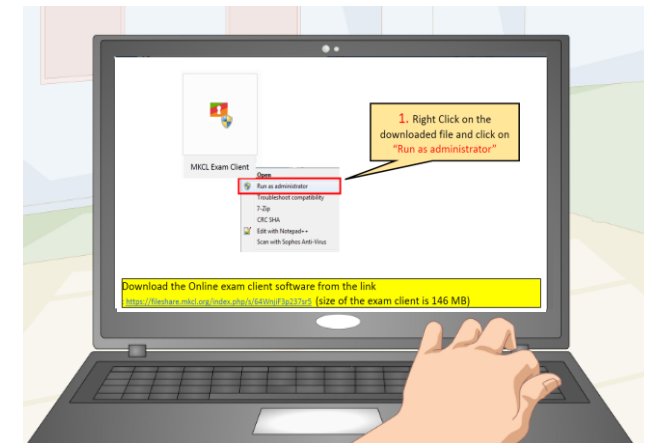 1. Right Click on the
downloaded file and click on
“Run as administrator”
MKCL Exam Client
Open
Run as administrator
Troubleshoot compatibility
7-Zip
CRC SHA
Edit with Notepad++
Scan with Sophos Anti-Virus
Download the Online exam client software from the link
: https://fileshare.mkcl.org/index.php/s/64WnjiF3p237sr5 (size of the exam client is 146 MB)